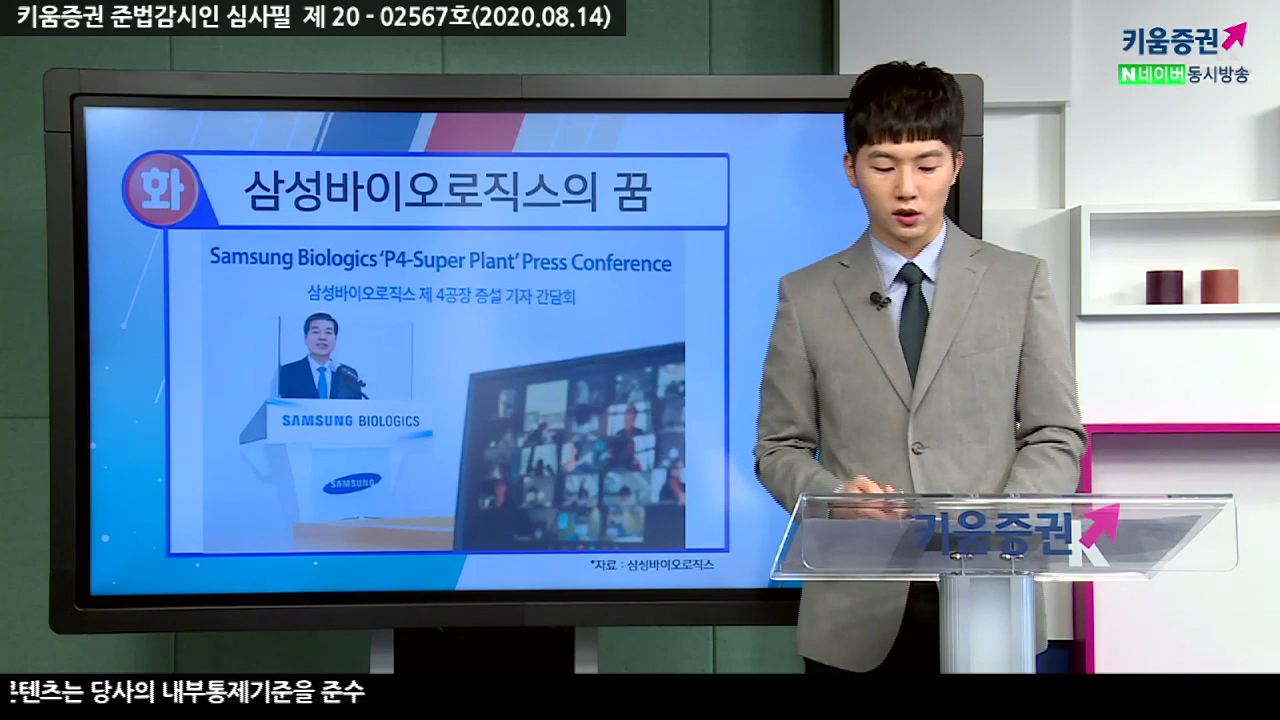 키움증권 준법감시인 심사필 제 20 - 02567호(2020.08.14)
키움증권
N 네이버 동시방송
화
삼성바이오로직스의 꿈
Samsung Biologics 'P4-Super Plant' Press Conference
삼성바이오로직스 제 4공장 증설 기자 간담회
SAMSUNG BIOLOGICS
SAMSUNG
*자료 : 삼성바이오로직스
키움증권
텐츠는 당사의 내부통제기준을 준수